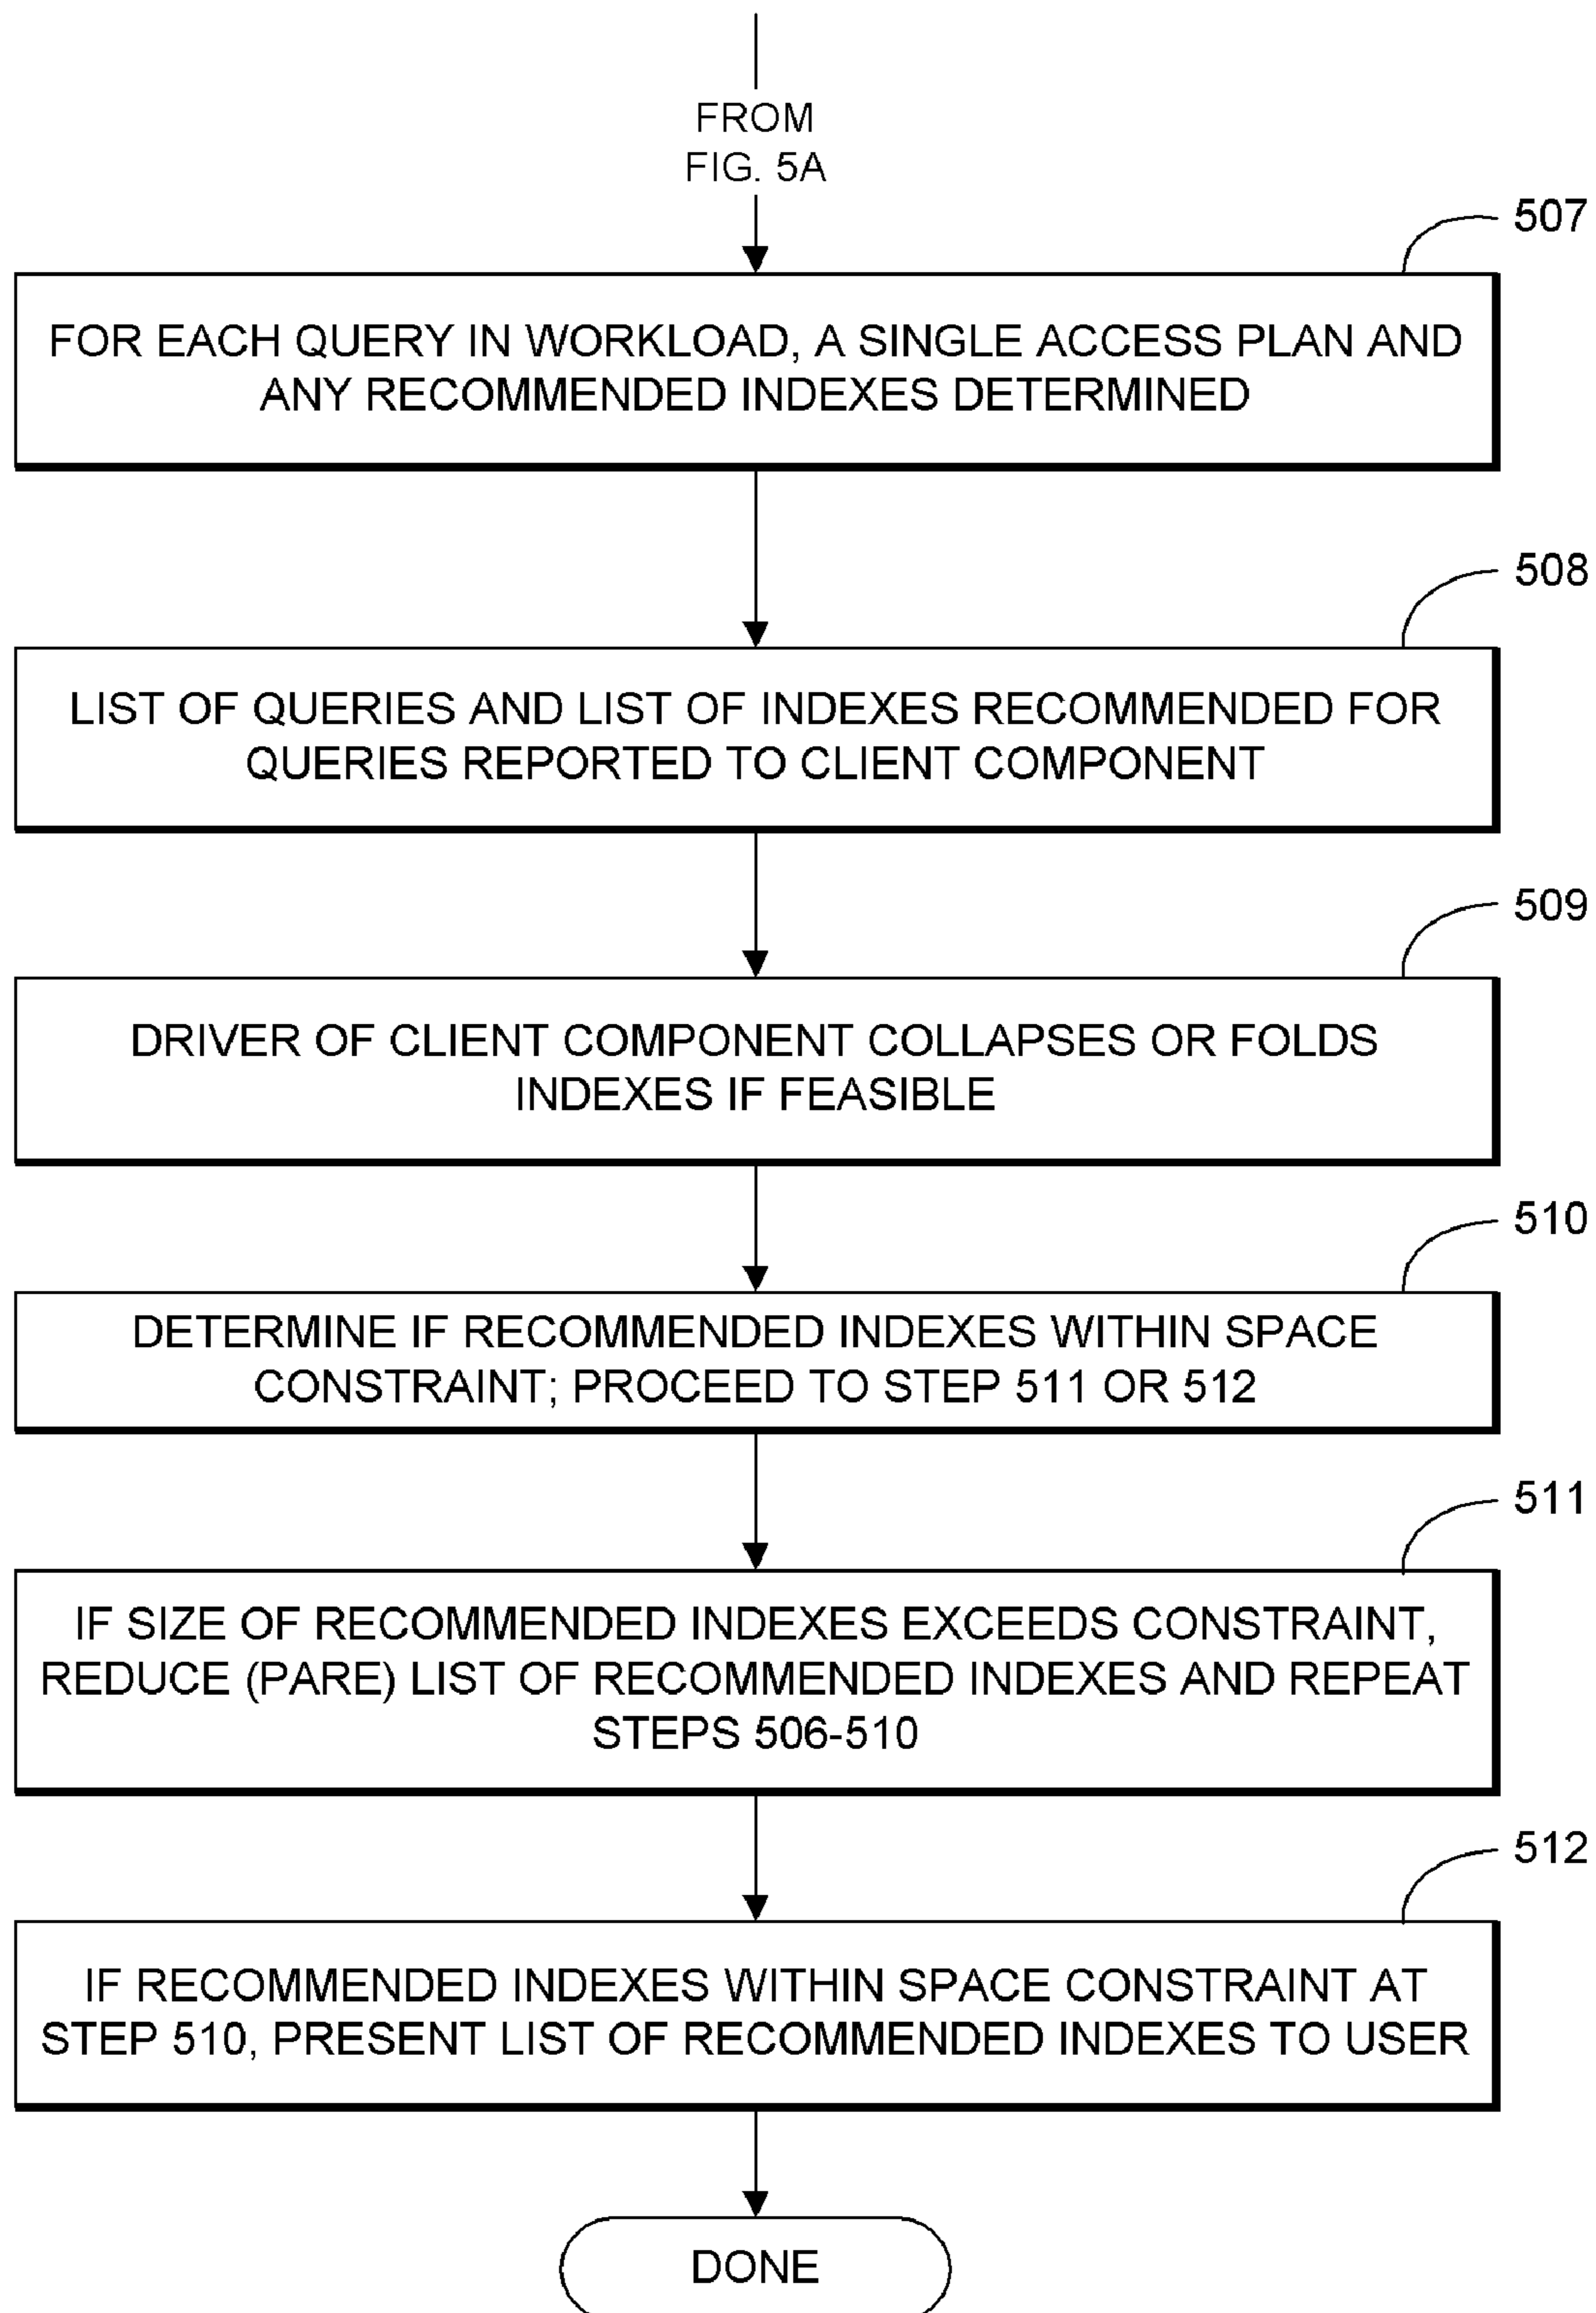 FROM
FIG. 5A
507
FOR EACH QUERY IN WORKLOAD, A SINGLE ACCESS PLAN AND
ANY RECOMMENDED INDEXES DETERMINED
508
LIST OF QUERIES AND LIST OF INDEXES RECOMMENDED FOR
QUERIES REPORTED TO CLIENT COMPONENT
509
DRIVER OF CLIENT COMPONENT COLLAPSES OR FOLDS
INDEXES IF FEASIBLE
510
DETERMINE IF RECOMMENDED INDEXES WITHIN SPACE
CONSTRAINT; PROCEED TO STEP 511 OR 512
511
IF SIZE OF RECOMMENDED INDEXES EXCEEDS CONSTRAINT,
REDUCE (PARE) LIST OF RECOMMENDED INDEXES AND REPEAT
STEPS 506-510
512
IF RECOMMENDED INDEXES WITHIN SPACE CONSTRAINT AT
STEP 510, PRESENT LIST OF RECOMMENDED INDEXES TO USER
DONE